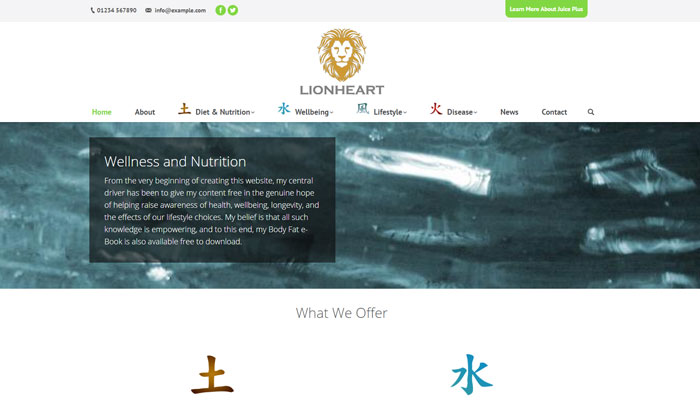 01234 567890 info@example.com Learn More About Juice Plus
LIONHEART
Home About 土 Diet & Nutrition 水 Wellbeing 風 Lifestyle 火 Disease News Contact
Wellness and Nutrition
From the very beginning of creating this website, my central
driver has been to give my content free in the genuine hope
of helping raise awareness of health, wellbeing, longevity, and
the effects of our lifestyle choices. My belief is that all such
knowledge is empowering, and to this end, my Body Fat e-
Book is also available free to download.
What We Offer
土 水